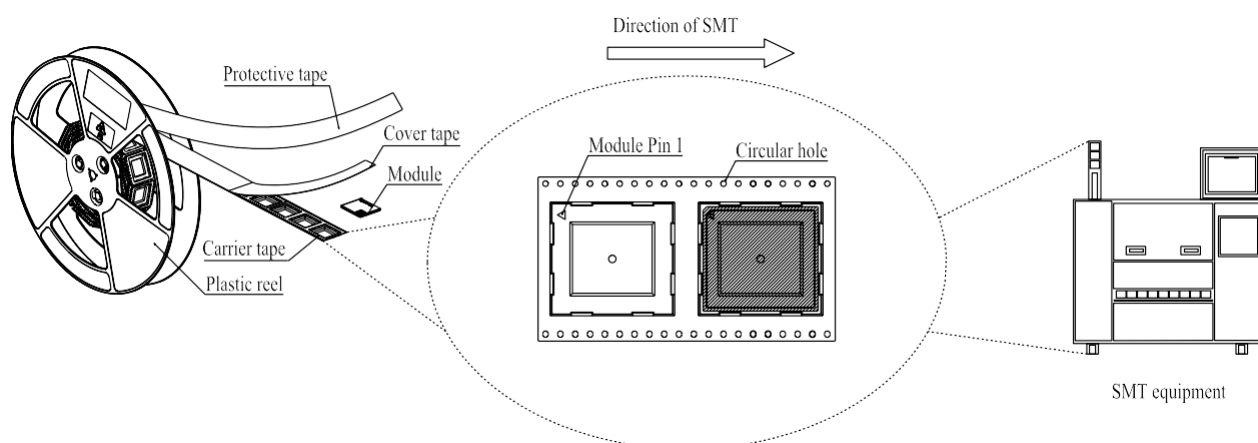 Direction of SMT
Protective tape
Cover tape
Module
Carrier tape
Plastic reel
Module Pin 1
Circular hole
SMT equipment